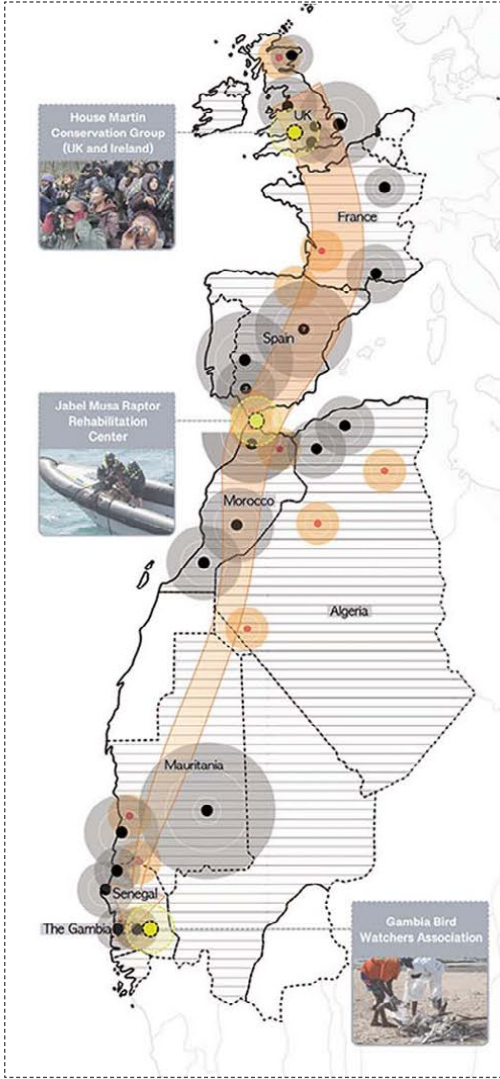 House Martin
Conservation Group
(UK and Ireland)
UK
France
Spain
Jabel Musa Raptor
Rehabilitation
Center
Morocco
Algeria
Mauritania
Senegal
The Gambia
Gambia Bird
Watchers Association